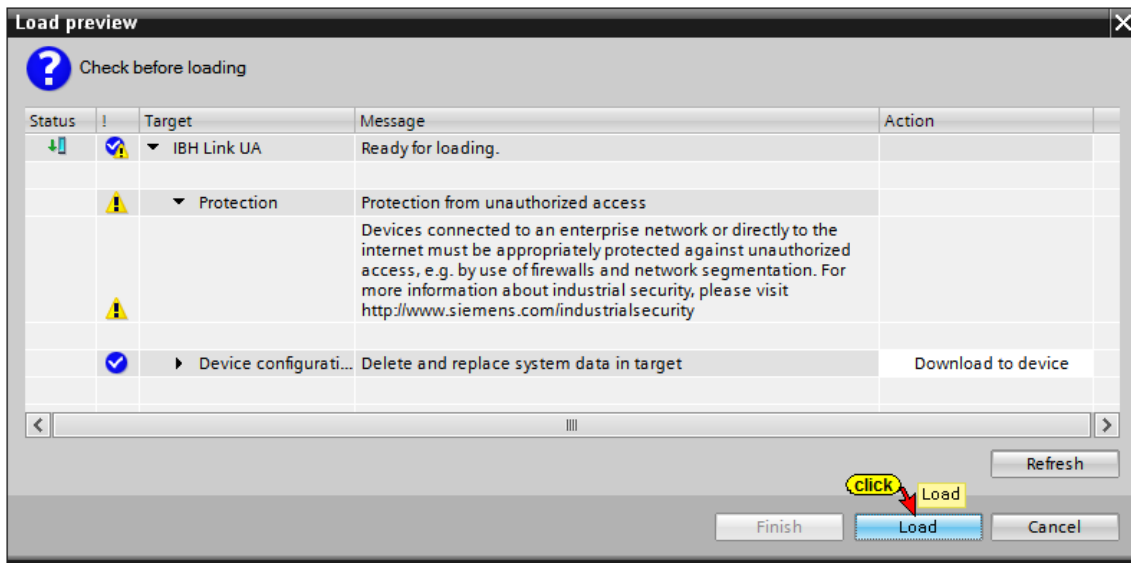 Load preview
Check before loading
Status ! Target Message Action
IBH Link UA Ready for loading.
Protection Protection from unauthorized access
Devices connected to an enterprise network or directly to the
internet must be appropriately protected against unauthorized
access, e.g. by use of firewalls and network segmentation. For
more information about industrial security, please visit
http://www.siemens.com/industrialsecurity
Device configurati... Delete and replace system data in target Download to device
Refresh
click
Load
Finish Load Cancel